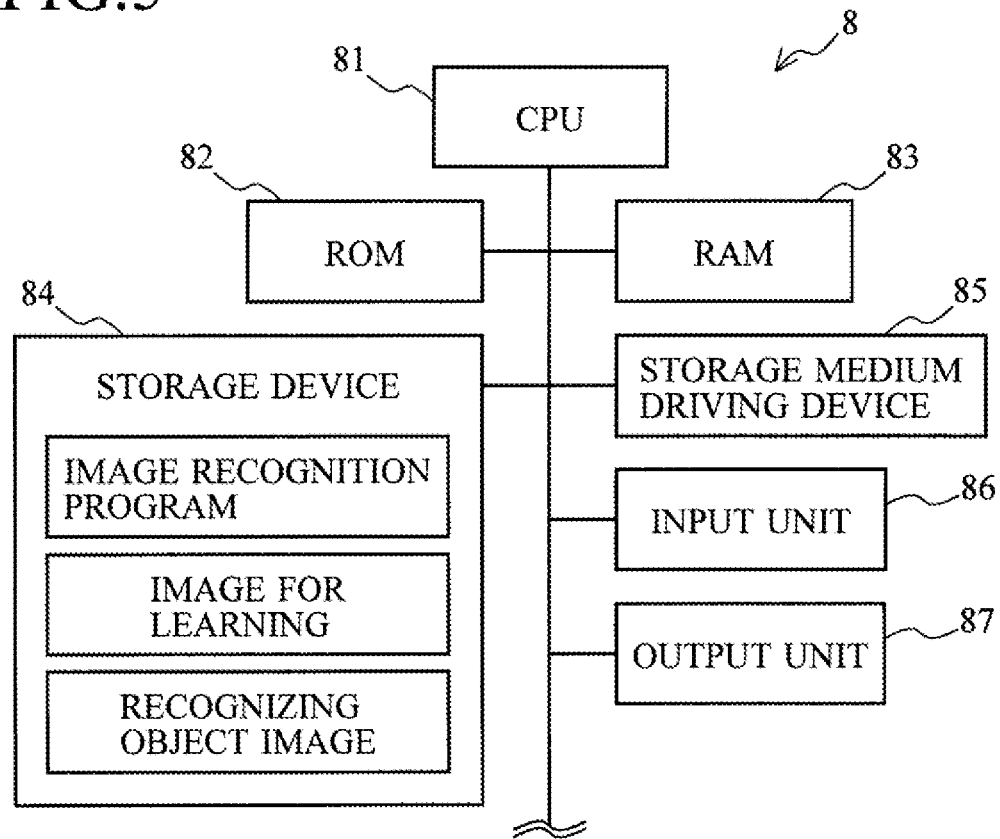 FIG.5
8
81
CPU
82
ROM
83
RAM
84
STORAGE DEVICE
IMAGE RECOGNITION
PROGRAM
IMAGE FOR
LEARNING
RECOGNIZING
OBJECT IMAGE
85
STORAGE MEDIUM
DRIVING DEVICE
86
INPUT UNIT
87
OUTPUT UNIT